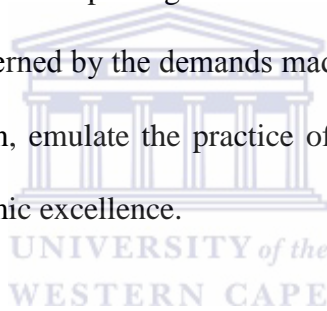 erned by the demands mad
, emulate the practice of
nic excellence.
UNIVERSITY of the
WESTERN CAPE